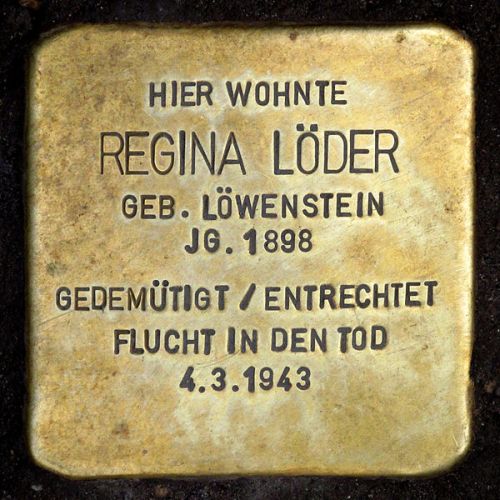 HIER WOHNTE
REGINA LÖDER
GEB. LÖWENSTEIN
JG. 1898
GEDEMÜTIGT / ENTRECHTET
FLUCHT IN DEN TOD
4.3.1943